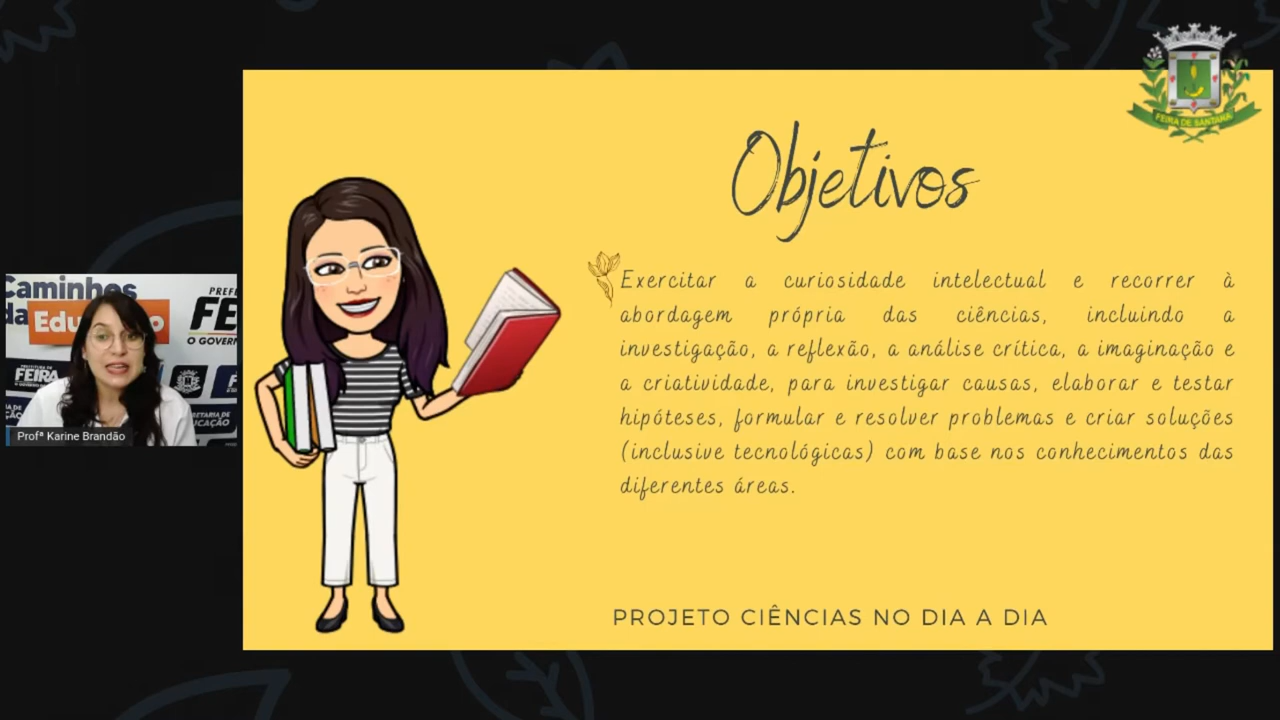 FEIRA DE SANTANA
Objetivos
Exercitar a curiosidade intelectual e recorrer à
abordagem própria das ciências, incluindo a
investigação, a reflexão, a análise crítica, a imaginação e
a criatividade, para investigar causas, elaborar e testar
hipóteses, formular e resolver problemas e criar soluções
(inclusive tecnológicas) com base nos conhecimentos das
diferentes áreas.
PROJETO CIÊNCIAS NO DIA A DIA
Caminhos
da
FEIRA
O GOVERN
Profª Karine Brandão